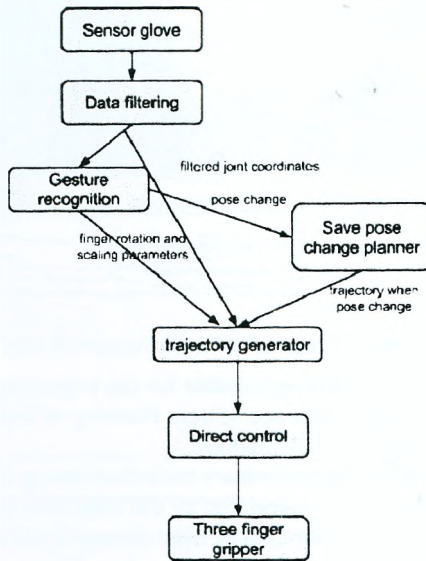 Sensor glove
Data filtering
filtered joint coordinates
Gesture
recognition
pose change
Save pose
change planner
finger rotation and
scaling parameters
trajectory when
pose change
trajectory generator
Direct control
Three finger
gripper